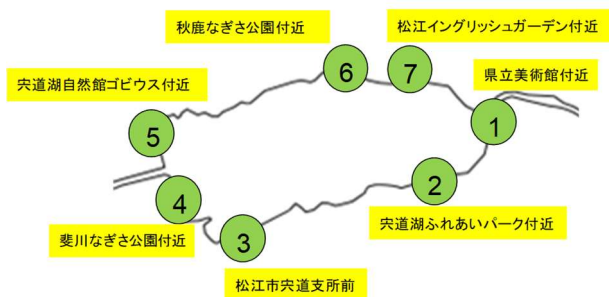 秋鹿なぎさ公園付近
松江イングリッシュガーデン付近
宍道湖自然館ゴビウス付近
県立美術館付近
6
7
5
1
4
2
3
斐川なぎさ公園付近
宍道湖ふれあいパーク付近
松江市宍道支所前